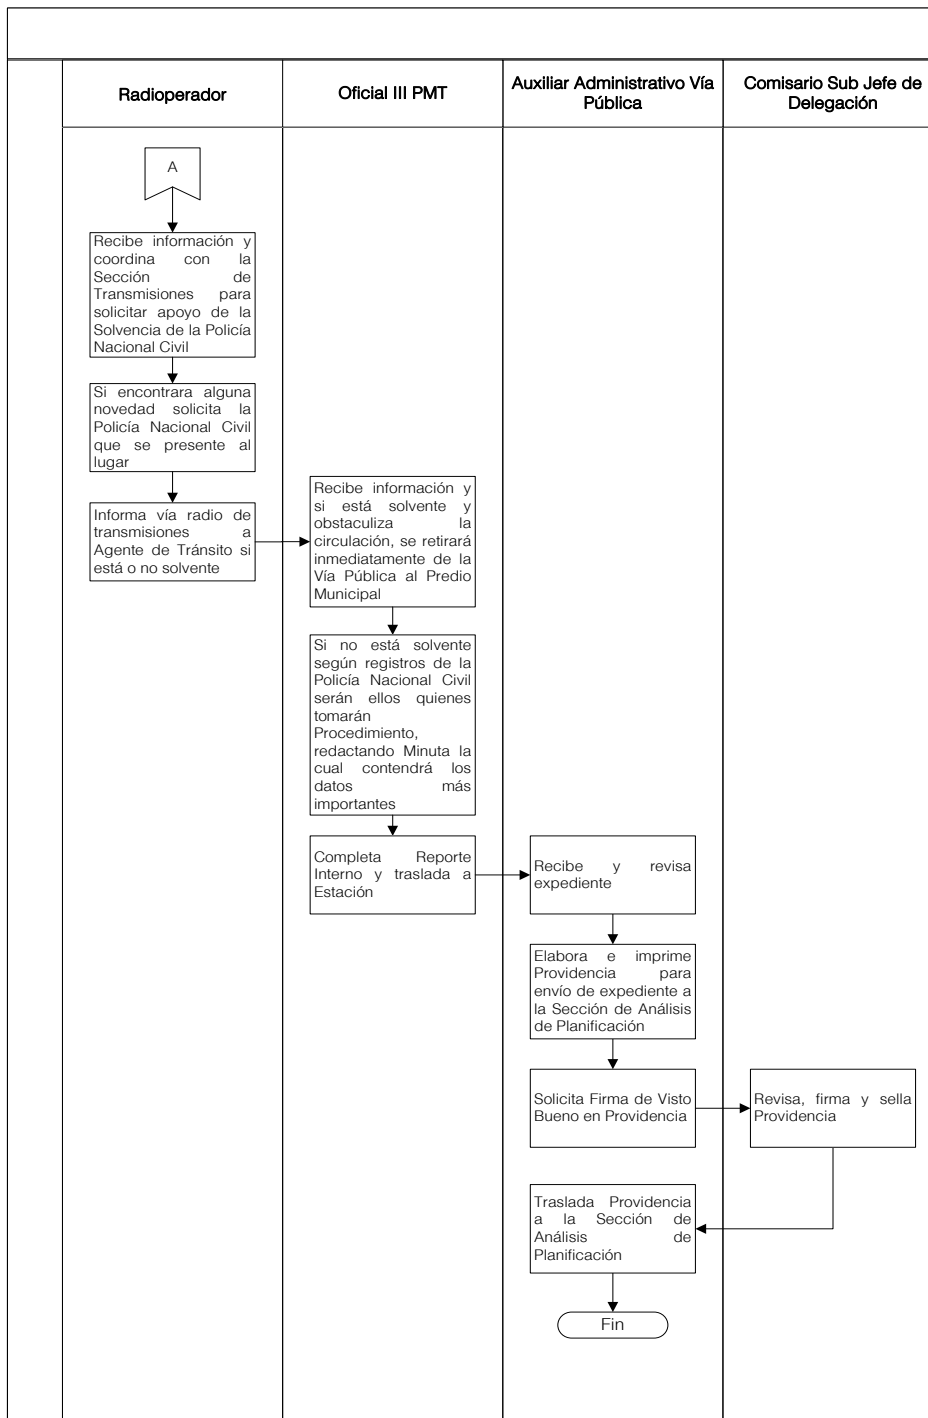 Radioperador
Oficial III PMT
Auxiliar Administrativo Vía
Pública
Comisario Sub Jefe de
Delegación
A
Recibe información y
coordina con la
Sección de
Transmisiones para
solicitar apoyo de la
Solvencia de la Policía
Nacional Civil
Si encontrara alguna
novedad solicita la
Policía Nacional Civil
que se presente al
lugar
Informa vía radio de
transmisiones a
Agente de Tránsito si
está o no solvente
Recibe información y
si está solvente y
obstaculiza la
circulación, se retirará
inmediatamente de la
Vía Pública al Predio
Municipal
Si no está solvente
según registros de la
Policía Nacional Civil
serán ellos quienes
tomarán
Procedimiento,
redactando Minuta la
cual contendrá los
datos más
importantes
Completa Reporte
Interno y traslada a
Estación
Recibe y revisa
expediente
Elabora e imprime
Providencia para
envío de expediente a
la Sección de Análisis
de Planificación
Solicita Firma de Visto
Bueno en Providencia
Revisa, firma y sella
Providencia
Traslada Providencia
a la Sección de
Análisis de
Planificación
Fin